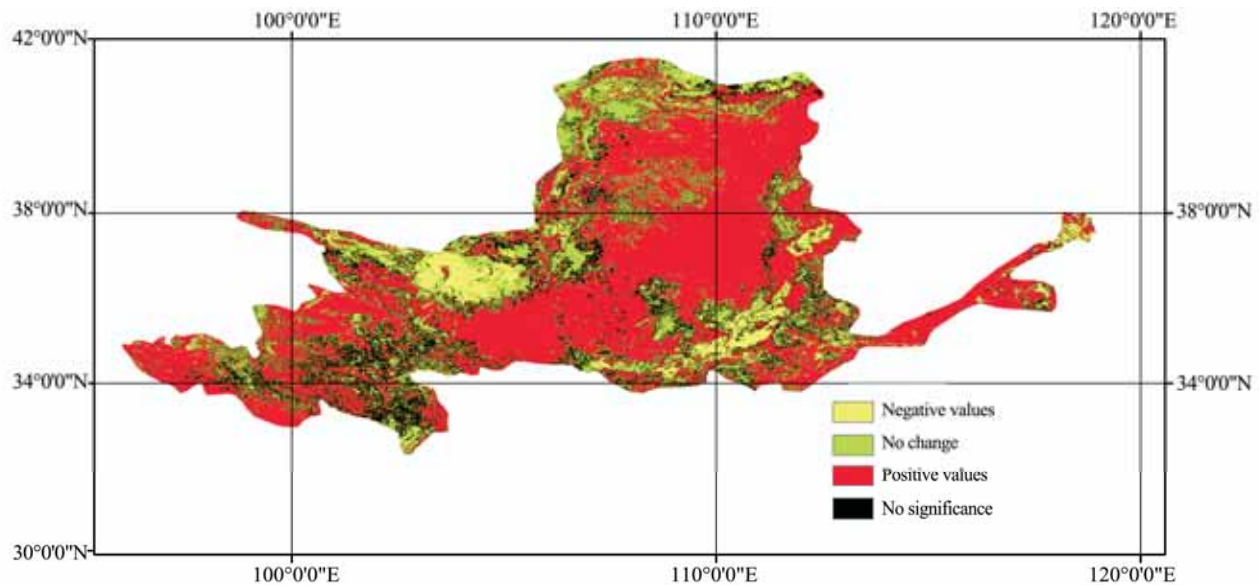 100°0'0"E 110°0'0"E 120°0'0"E
42°0'0"N
38°0'0"N 38°0'0"N
34°0'0"N 34°0'0"N
Negative values
No change
Positive values
No significance
30°0'0"N
100°0'0"E 110°0'0"E 120°0'0"E